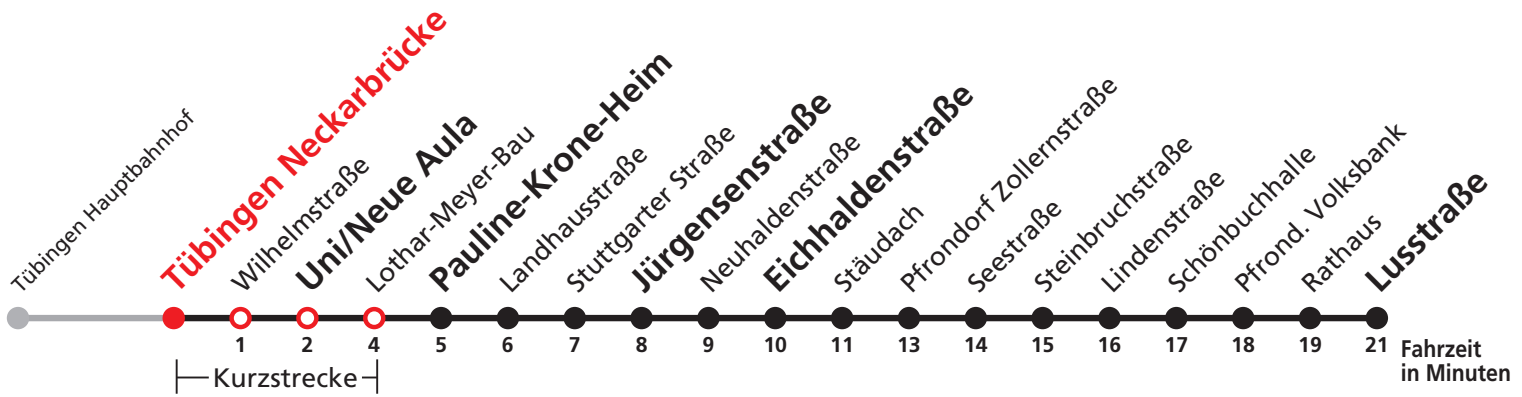 Tübingen Hauptbahnhof
Tübingen Neckarbrücke
Wilhelmstraße
Uni/Neue Aula
Lothar-Meyer-Bau
Pauline-Krone-Heim
Landhausstraße
Stuttgarter Straße
Jürgensenstraße
Neuhaldenstraße
Eichhaldenstraße
Stäudach
Pfrondorf Zollernstraße
Seestraße
Steinbruchstraße
Lindenstraße
Schönbuchhalle
Pfrond. Volksbank
Rathaus
Lusstraße
1 2 4 5 6 7 8 9 10 11 13 14 15 16 17 18 19 21 Fahrzeit
in Minuten
Kurzstrecke